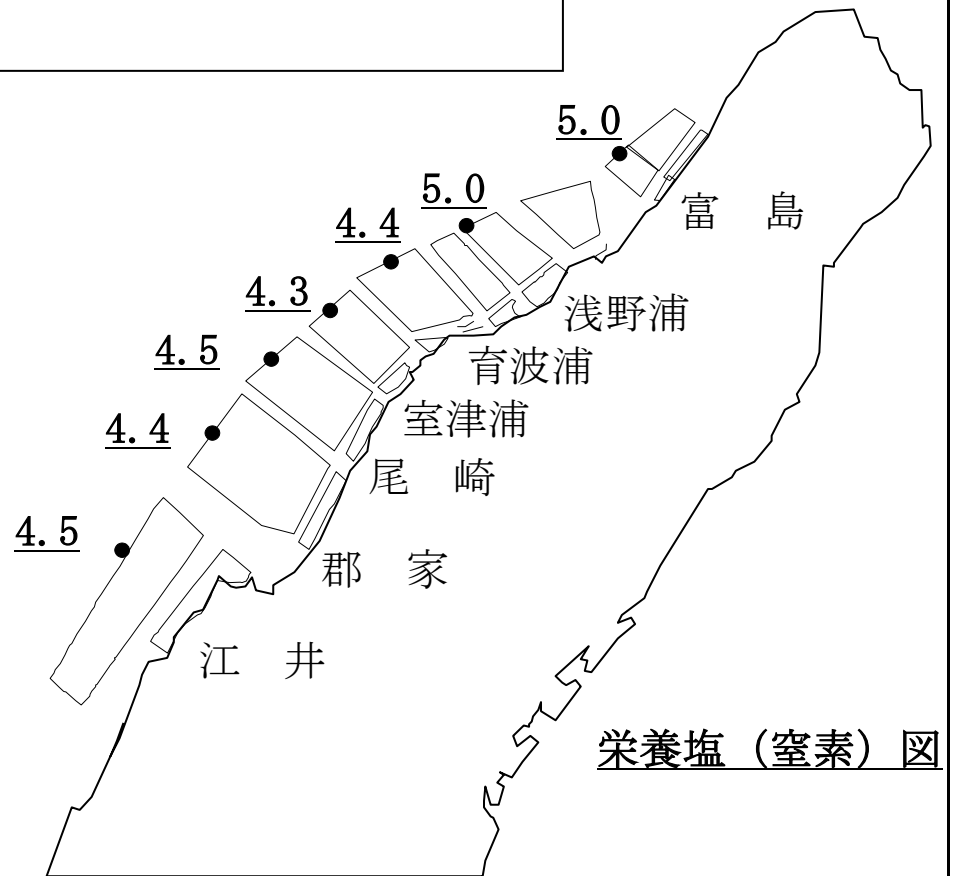 5.0
富　島
5.0
4.4
浅野浦
4.3
育波浦
4.5
室津浦
4.4
尾　崎
4.5
郡　家
江　井
栄養塩（窒素）図